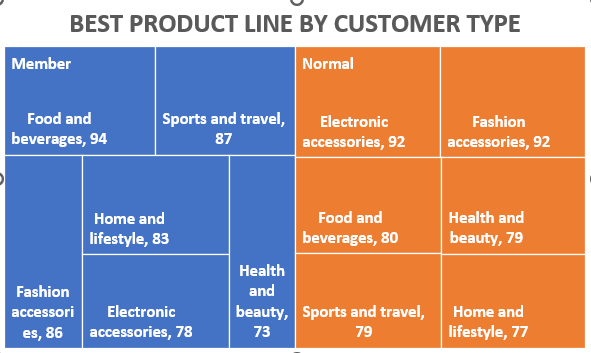 BEST PRODUCT LINE BY CUSTOMER TYPE
Member
Food and
beverages, 94
Sports and travel,
87
Fashion
accessori
es, 86
Home and
lifestyle, 83
Electronic
accessories, 78
Health
and
beauty,
73
Normal
Electronic
accessories, 92
Fashion
accessories, 92
Food and
beverages, 80
Health and
beauty, 79
Sports and travel,
79
Home and
lifestyle, 77